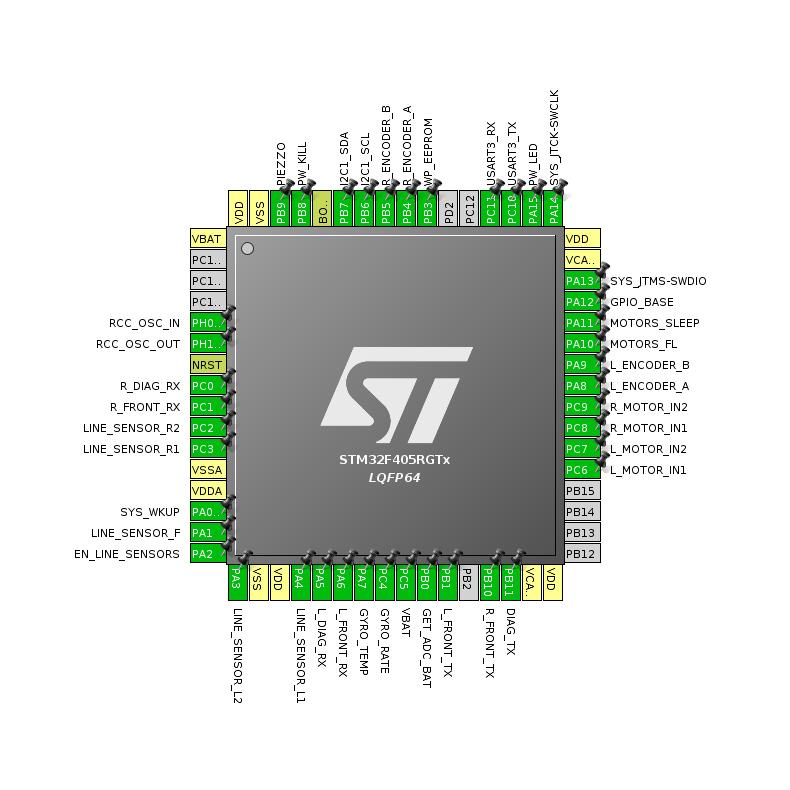 PIEZZO
PW_KILL
I2C1_SDA
I2C1_SCL
R_ENCODER_B
R_ENCODER_A
WP_EEPROM
USART3_RX
USART3_TX
PW_LED
SYS_JTCK-SWCLK
VDD
VSS
PB9
PB8
BO..
PB7
PB6
PB5
PB4
PB3
PD2
PC12
PC11
PC10
PA15
PA14
VBAT
PC1..
PC1..
PC1..
RCC_OSC_IN PH0..
RCC_OSC_OUT PH1..
NRST
R_DIAG_RX PC0
R_FRONT_RX PC1
LINE_SENSOR_R2 PC2
LINE_SENSOR_R1 PC3
VSSA
VDDA
SYS_WKUP PA0..
LINE_SENSOR_F PA1
EN_LINE_SENSORS PA2
ST
STM32F405RGTx
LQFP64
VDD
VCA..
PA13 SYS_JTMS-SWDIO
PA12 GPIO_BASE
PA11 MOTORS_SLEEP
PA10 MOTORS_FL
PA9 L_ENCODER_B
PA8 L_ENCODER_A
PC9 R_MOTOR_IN2
PC8 R_MOTOR_IN1
PC7 L_MOTOR_IN2
PC6 L_MOTOR_IN1
PB15
PB14
PB13
PB12
PA3
VSS
VDD
PA4
PA5
PA6
PA7
PC4
PC5
PB0
PB1
PB2
PB10
PB11
VCA..
VDD
LINE_SENSOR_L2
LINE_SENSOR_L1
L_DIAG_RX
L_FRONT_RX
GYRO_TEMP
GYRO_RATE
VBAT
GET_ADC_BAT
L_FRONT_TX
R_FRONT_TX
DIAG_TX